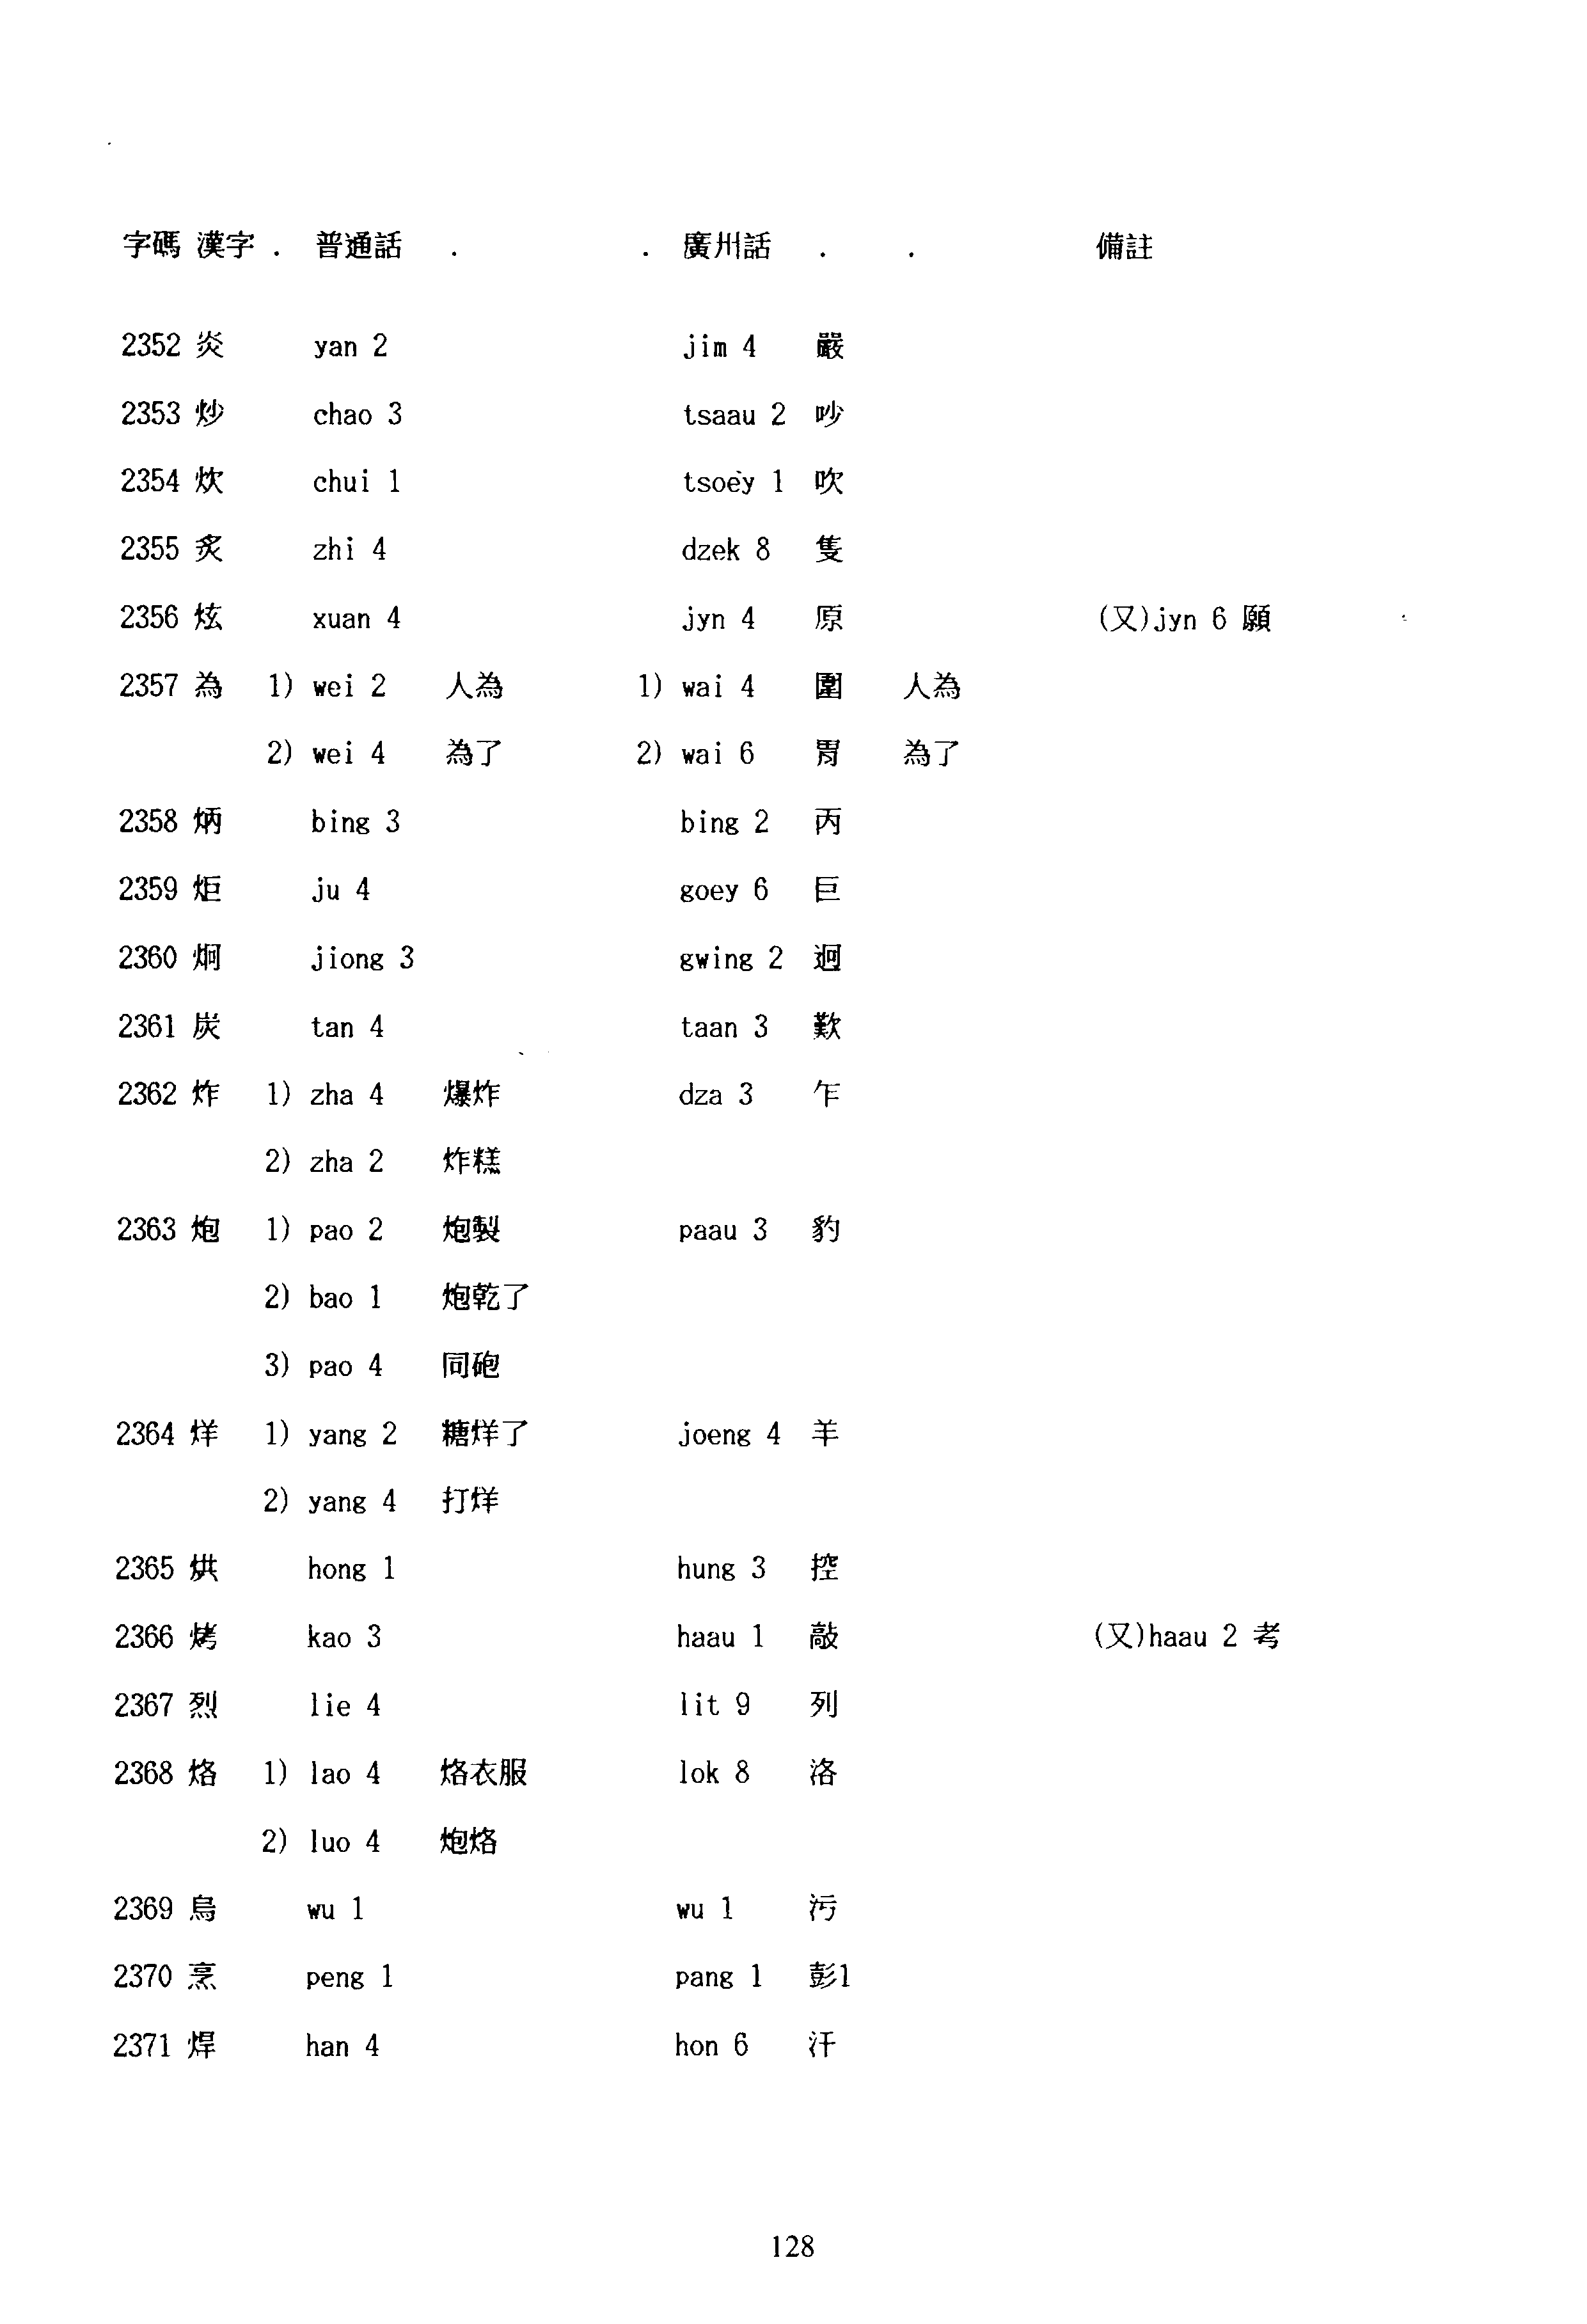 字碼 漢字 . 普通話 . . 廣州話 . . 備註
2352 炎 yan 2 jim 4 嚴
2353 炒 chao 3 tsaau 2 吵
2354 炊 chui 1 tsoey 1 吹
2355 炙 zhi 4 dzek 8 隻
2356 炫 xuan 4 jyn 4 原 (又)jyn 6 願
2357 為 1) wei 2 人為 1) wai 4 圍 人為
2) wei 4 為了 2) wai 6 胃 為了
2358 炳 bing 3 bing 2 丙
2359 炬 ju 4 goey 6 巨
2360 炯 jiong 3 gwing 2 迥
2361 炭 tan 4 taan 3 歎
2362 炸 1) zha 4 爆炸 dza 3 乍
2) zha 2 炸糕
2363 炮 1) pao 2 炮製 paau 3 豹
2) bao 1 炮乾了
3) pao 4 同砲
2364 烊 1) yang 2 糖烊了 joeng 4 羊
2) yang 4 打烊
2365 烘 hong 1 hung 3 控
2366 烤 kao 3 haau 1 敲 (又)haau 2 考
2367 烈 lie 4 lit 9 列
2368 烙 1) lao 4 烙衣服 lok 8 洛
2) luo 4 炮烙
2369 烏 wu 1 wu 1 污
2370 烹 peng 1 pang 1 彭1
2371 焊 han 4 hon 6 汗
128